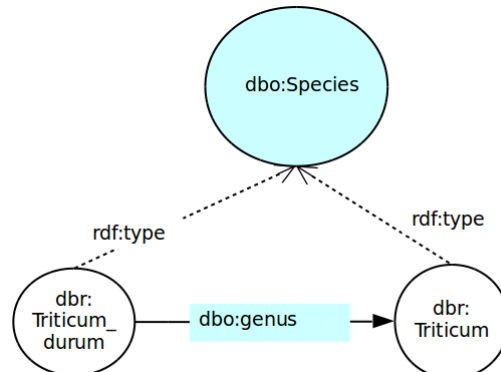 dbo:Species
rdf:type
rdf:type
dbr:
Triticum_
durum
dbo:genus
dbr:
Triticum